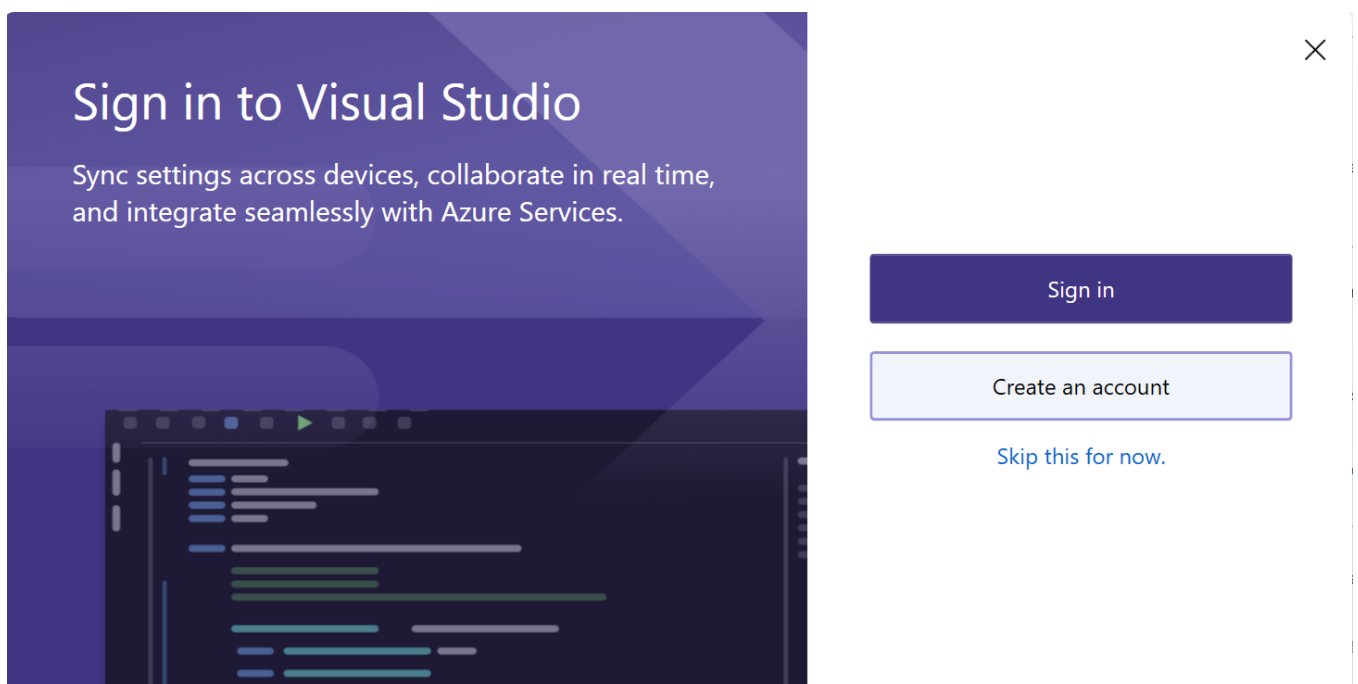 Sign in to Visual Studio
Sync settings across devices, collaborate in real time,
and integrate seamlessly with Azure Services.
Sign in
Create an account
Skip this for now.